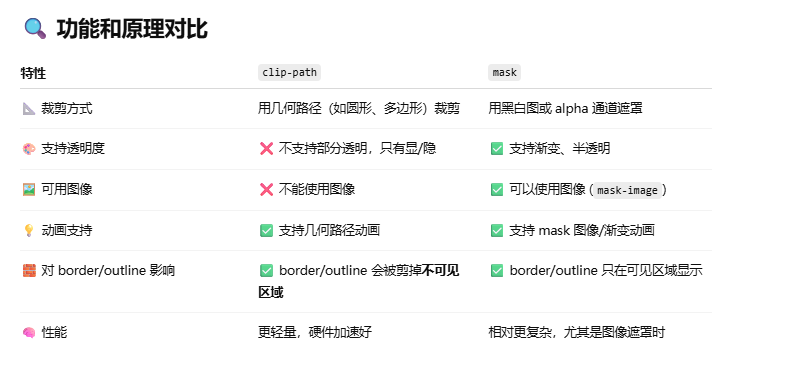 🔍 功能和原理对比
特性 clip-path mask
📐 裁剪方式 用几何路径（如圆形、多边形）裁剪 用黑白图或 alpha 通道遮罩
🎨 支持透明度 ❌ 不支持部分透明，只有显/隐 ✅ 支持渐变、半透明
🖼️ 可用图像 ❌ 不能使用图像 ✅ 可以使用图像 (mask-image)
💡 动画支持 ✅ 支持几何路径动画 ✅ 支持 mask 图像/渐变动画
🧱 对 border/outline 影响 ✅ border/outline 会被剪掉不可见 ✅ border/outline 只在可见区域显示
区域
🧠 性能 更轻量，硬件加速好 相对更复杂，尤其是图像遮罩时